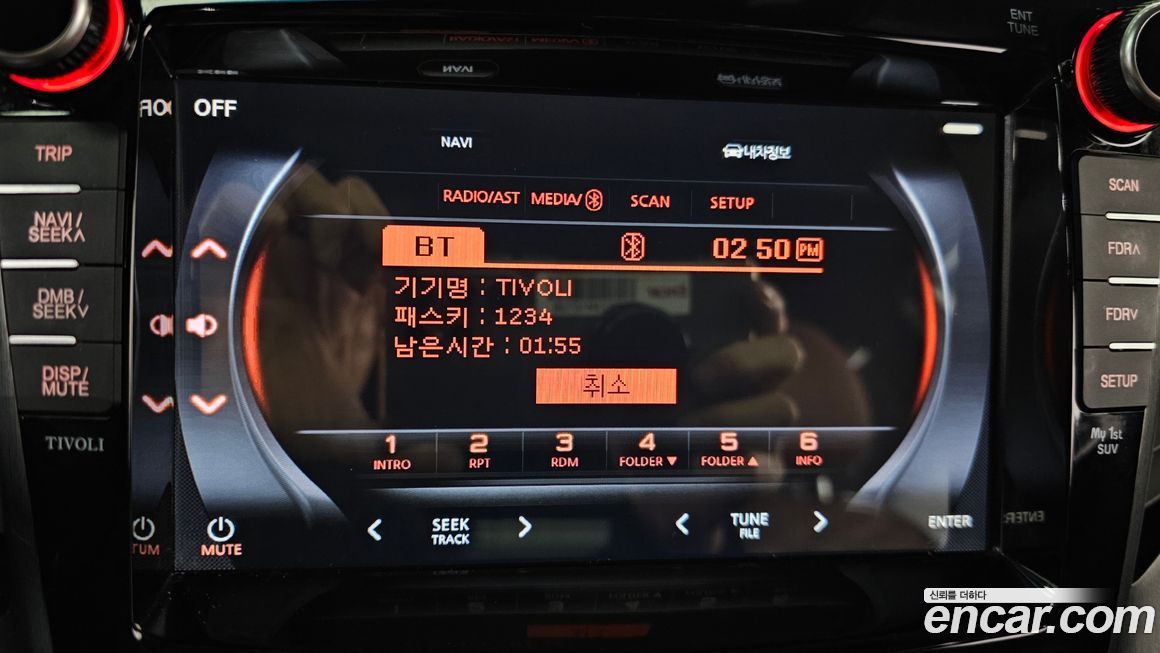 ENT
TUNE
OFF
NAVI
내차정보
TRIP
RADIO/AST MEDIA/ SCAN SETUP
SCAN
NAVI/
SEEK∧
BT
02 50 PM
FDR∧
기기명 : TIVOLI
패스키 : 1234
남은시간 : 01:55
DMB/
SEEK∨
FDR∨
취소
DISP/
MUTE
SETUP
TIVOLI
My 1st
SUV
1 2 3 4 5 6
INTRO RPT RDM FOLDER▼ FOLDER▲ INFO
MUTE
< SEEK >
TRACK
< TUNE >
FILE
ENTER
신뢰를 더하다
encar.com